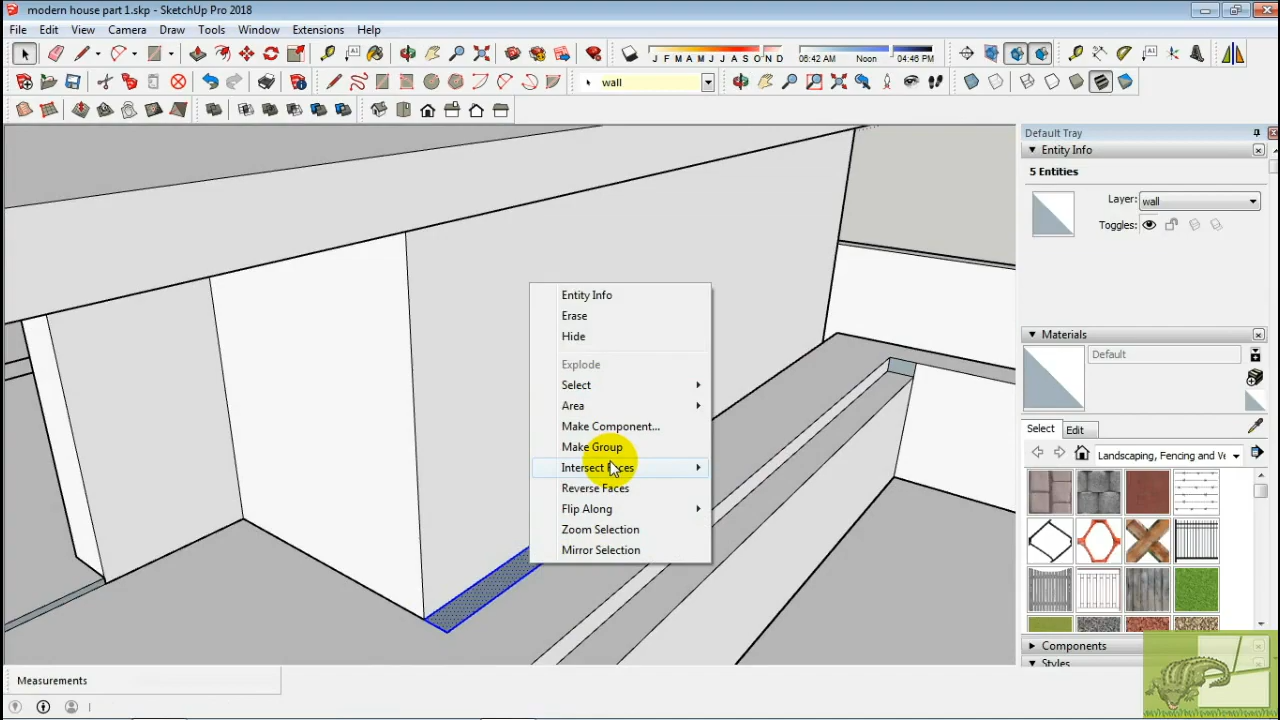 modern house part 1.skp - SketchUp Pro 2018
File Edit View Camera Draw Tools Window Extensions Help
J F M A M J J A S O N D 06:42 AM Noon 04:46 PM
wall
Default Tray
Entity Info
5 Entities
Layer: wall
Toggles:
Entity Info
Erase
Hide
Explode
Select
Area
Make Component...
Make Group
Intersect Faces
Reverse Faces
Flip Along
Zoom Selection
Mirror Selection
Materials
Default
Select Edit
Landscaping, Fencing and Ve
Components
Styles
Measurements